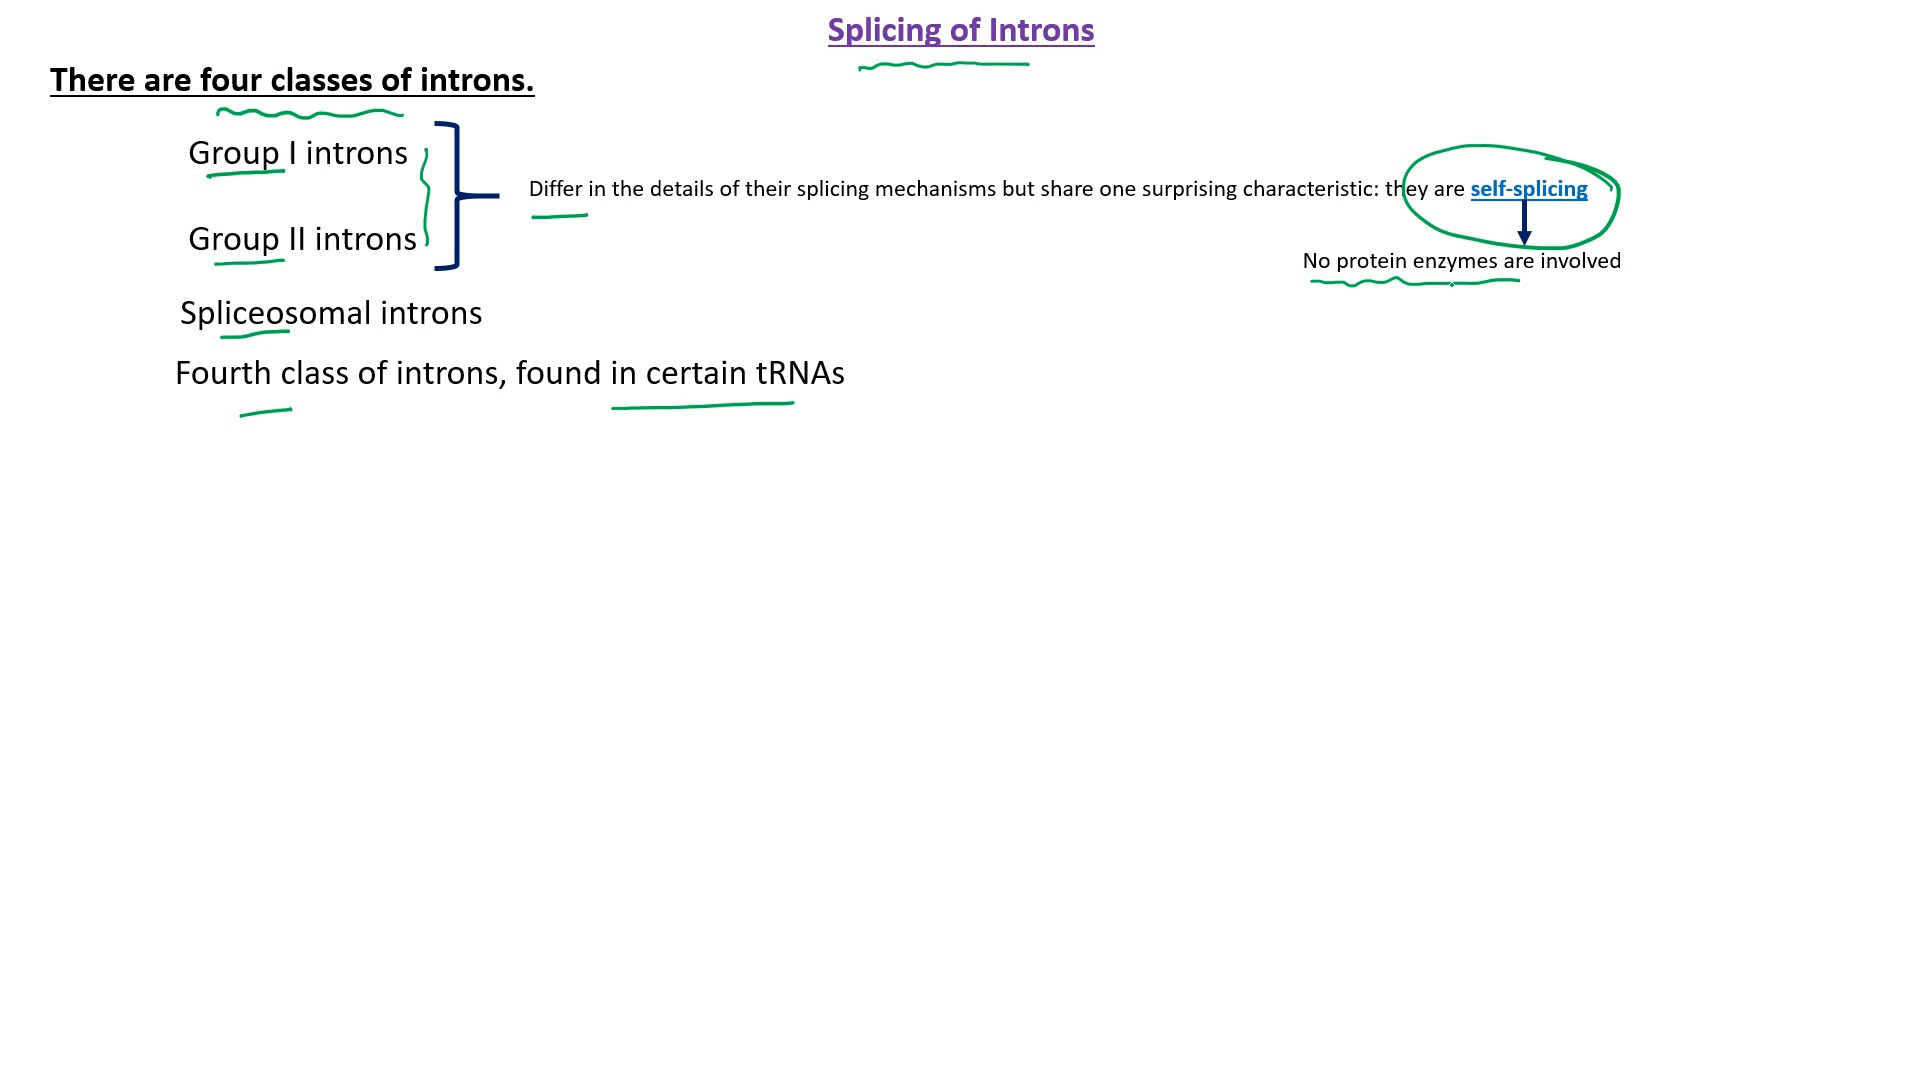 Splicing of Introns
There are four classes of introns.
Group I introns
Differ in the details of their splicing mechanisms but share one surprising characteristic: they are self-splicing
Group II introns
No protein enzymes are involved
Spliceosomal introns
Fourth class of introns, found in certain tRNAs